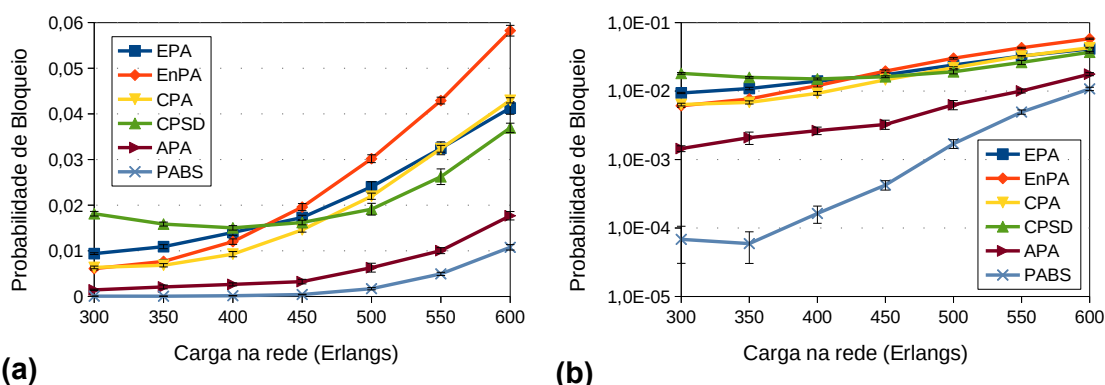 0,06
0,05
0,04
0,03
0,02
0,01
0
Probabilidade de Bloqueio
EPA
EnPA
CPA
CPSD
APA
PABS
300 350 400 450 500 550 600
Carga na rede (Erlangs)
(a)
1,0E-01
1,0E-02
1,0E-03
1,0E-04
1,0E-05
Probabilidade de Bloqueio
EPA
EnPA
CPA
CPSD
APA
PABS
300 350 400 450 500 550 600
Carga na rede (Erlangs)
(b)